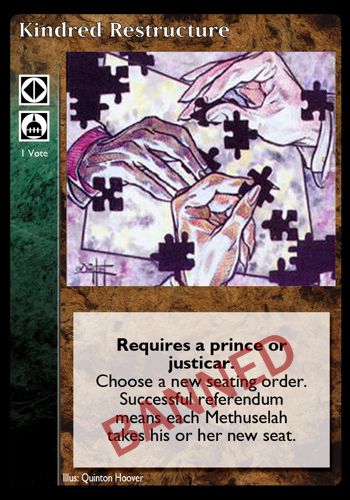 Kindred Restructure
1 Vote
Requires a prince or
justicar.
Choose a new seating order.
Successful referendum
means each Methuselah
takes his or her new seat.
BANNED
Illus: Quinton Hoover